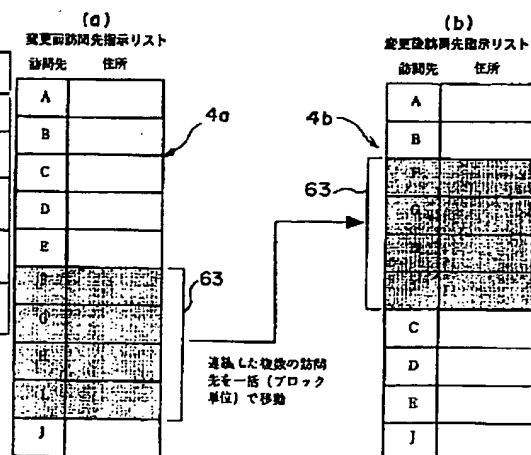 (a)
変更前訪問先指示リスト
訪問先 住所
A
B
C
D
E
G
H
I
J
4a
63
連続した複数の訪問
先を一括(ブロック
単位)で移動
(b)
変更後訪問先指示リスト
訪問先 住所
A
B
F
G
C
D
E
J
4b
63